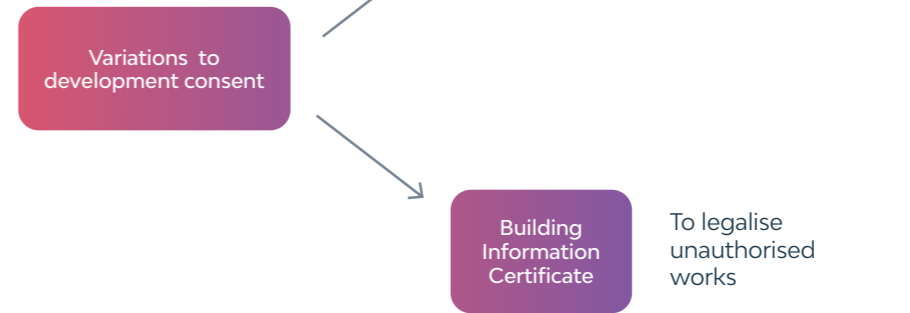 Variations to
development consent
Building
Information
Certificate
To legalise
unauthorised
works